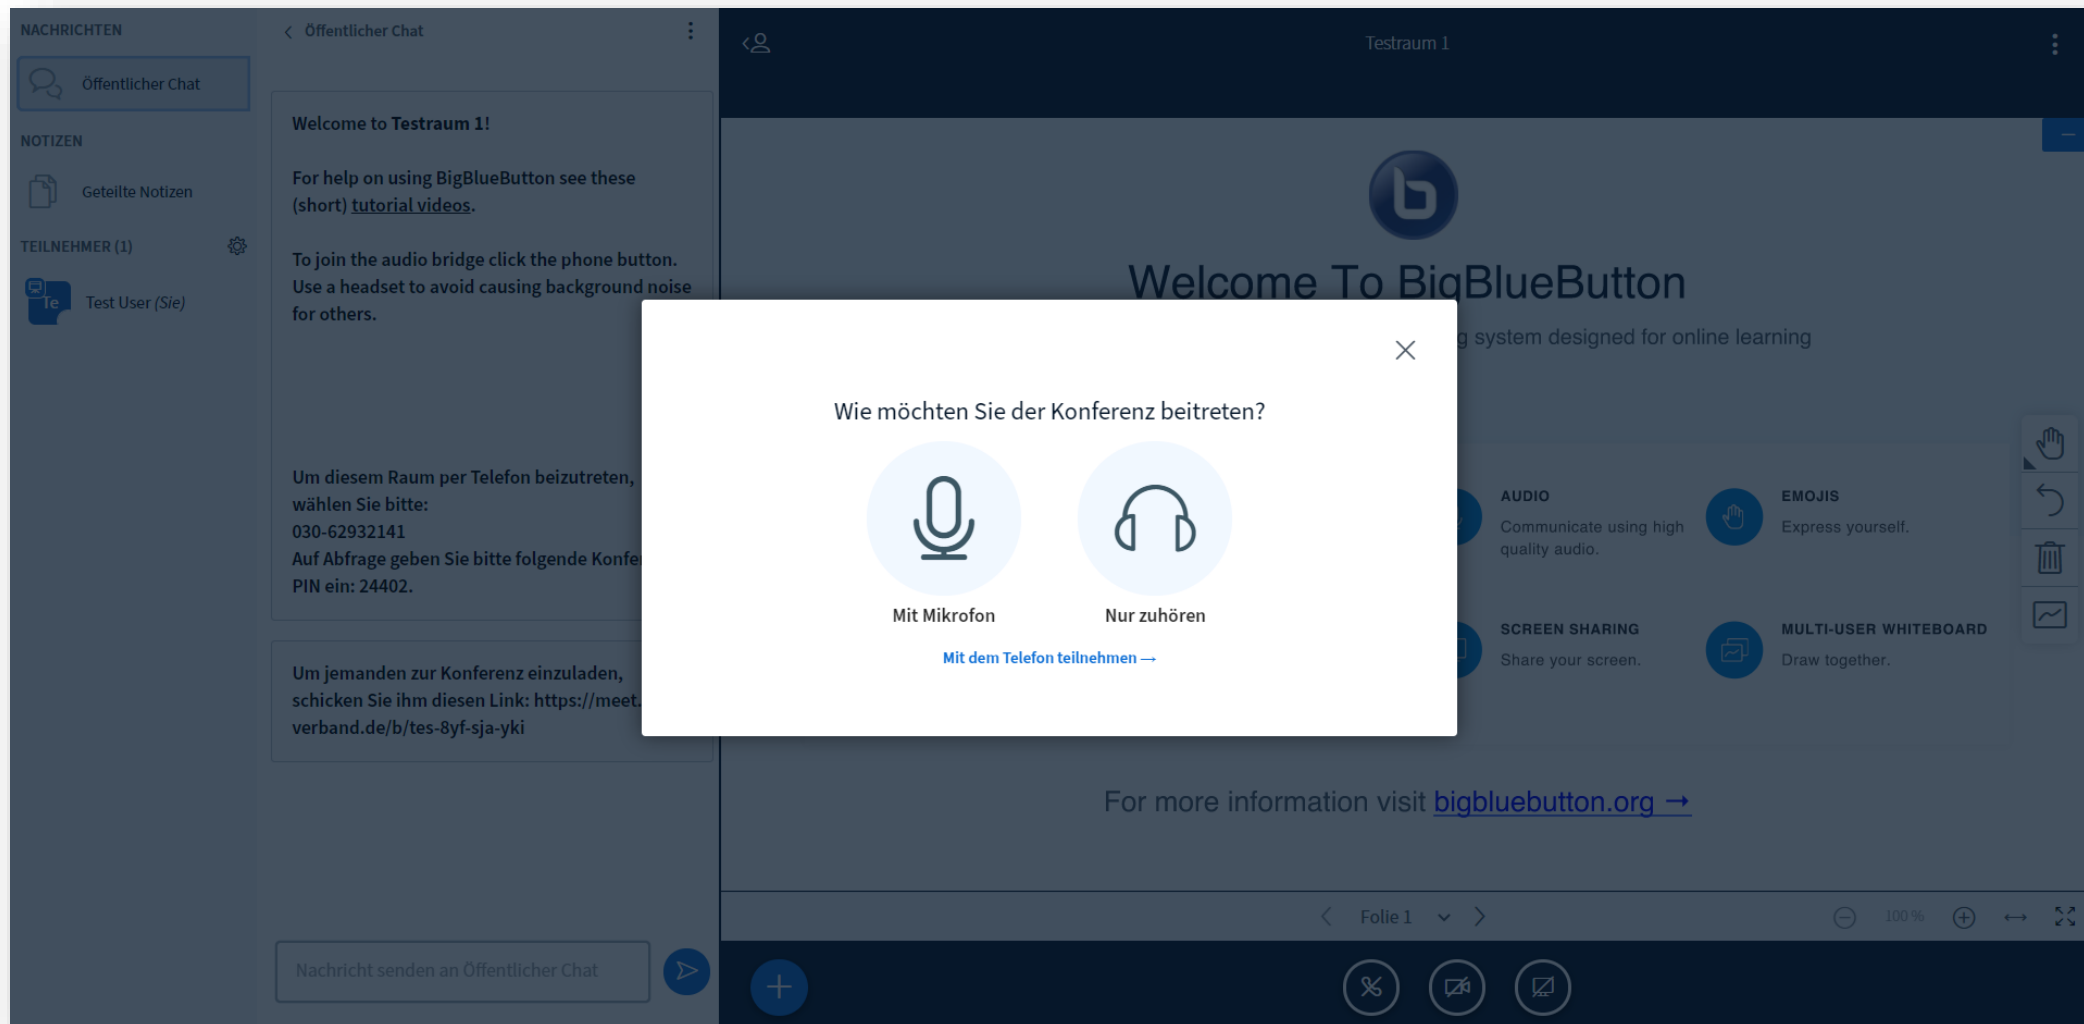 NACHRICHTEN
Öffentlicher Chat
NOTIZEN
Geteilte Notizen
TEILNEHMER (1)
Te
Test User (Sie)
Öffentlicher Chat
Welcome to Testraum 1!
For help on using BigBlueButton see these
(short) tutorial videos.
To join the audio bridge click the phone button.
Use a headset to avoid causing background noise
for others.
Um diesem Raum per Telefon beizutreten,
wählen Sie bitte:
030-62932141
Auf Abfrage geben Sie bitte folgende
PIN ein: 24402.
Um jemanden zur Konferenz einzuladen,
schicken Sie ihm diesen Link: https://meet.
verband.de/b/tes-8yf-sja-yki
Nachricht senden an Öffentlicher Chat
Testraum 1
Welcome To BigBlueButton
system designed for online learning
AUDIO
Communicate using high
quality audio.
EMOJIS
Express yourself.
SCREEN SHARING
Share your screen.
MULTI-USER WHITEBOARD
Draw together.
For more information visit bigbluebutton.org →
Folie 1
100 %
Wie möchten Sie der Konferenz beitreten?
Mit Mikrofon
Nur zuhören
Mit dem Telefon teilnehmen →